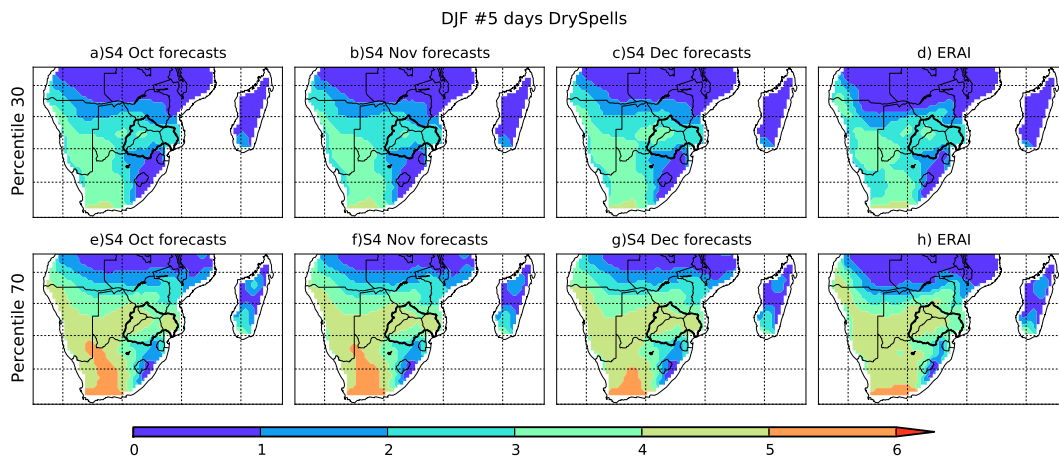 DJF #5 days DrySpells
a)S4 Oct forecasts
b)S4 Nov forecasts
c)S4 Dec forecasts
d) ERAI
Percentile 30
e)S4 Oct forecasts
f)S4 Nov forecasts
g)S4 Dec forecasts
h) ERAI
Percentile 70
0 1 2 3 4 5 6